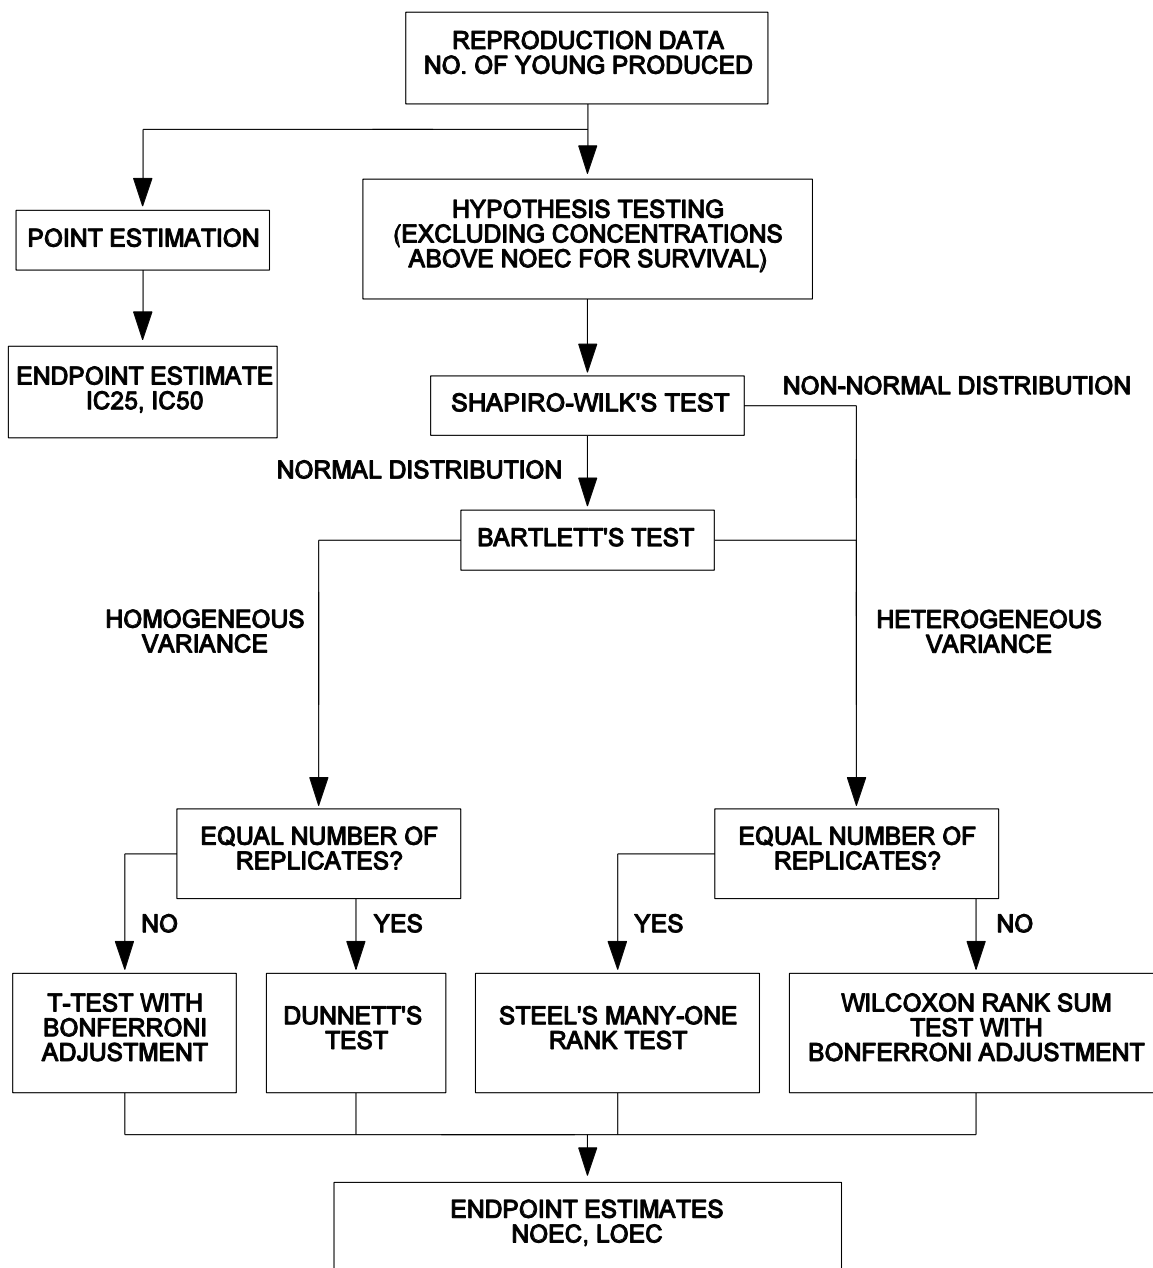 REPRODUCTION DATA
NO. OF YOUNG PRODUCED
POINT ESTIMATION
HYPOTHESIS TESTING
(EXCLUDING CONCENTRATIONS
ABOVE NOEC FOR SURVIVAL)
ENDPOINT ESTIMATE
IC25, IC50
SHAPIRO-WILK'S TEST
NON-NORMAL DISTRIBUTION
NORMAL DISTRIBUTION
BARTLETT'S TEST
HOMOGENEOUS
VARIANCE
HETEROGENEOUS
VARIANCE
EQUAL NUMBER OF
REPLICATES?
EQUAL NUMBER OF
REPLICATES?
NO
YES
YES
NO
T-TEST WITH
BONFERRONI
ADJUSTMENT
DUNNETT'S
TEST
STEEL'S MANY-ONE
RANK TEST
WILCOXON RANK SUM
TEST WITH
BONFERRONI ADJUSTMENT
ENDPOINT ESTIMATES
NOEC, LOEC